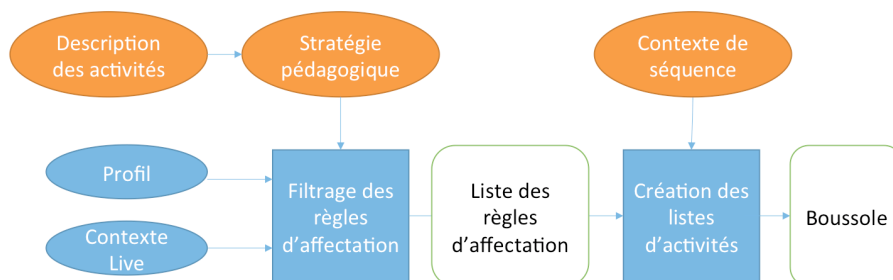 Description
des activités
Stratégie
pédagogique
Contexte de
séquence
Profil
Contexte
Live
Filtrage des
règles
d'affectation
Liste des
règles
d'affectation
Création des
listes
d'activités
Boussole